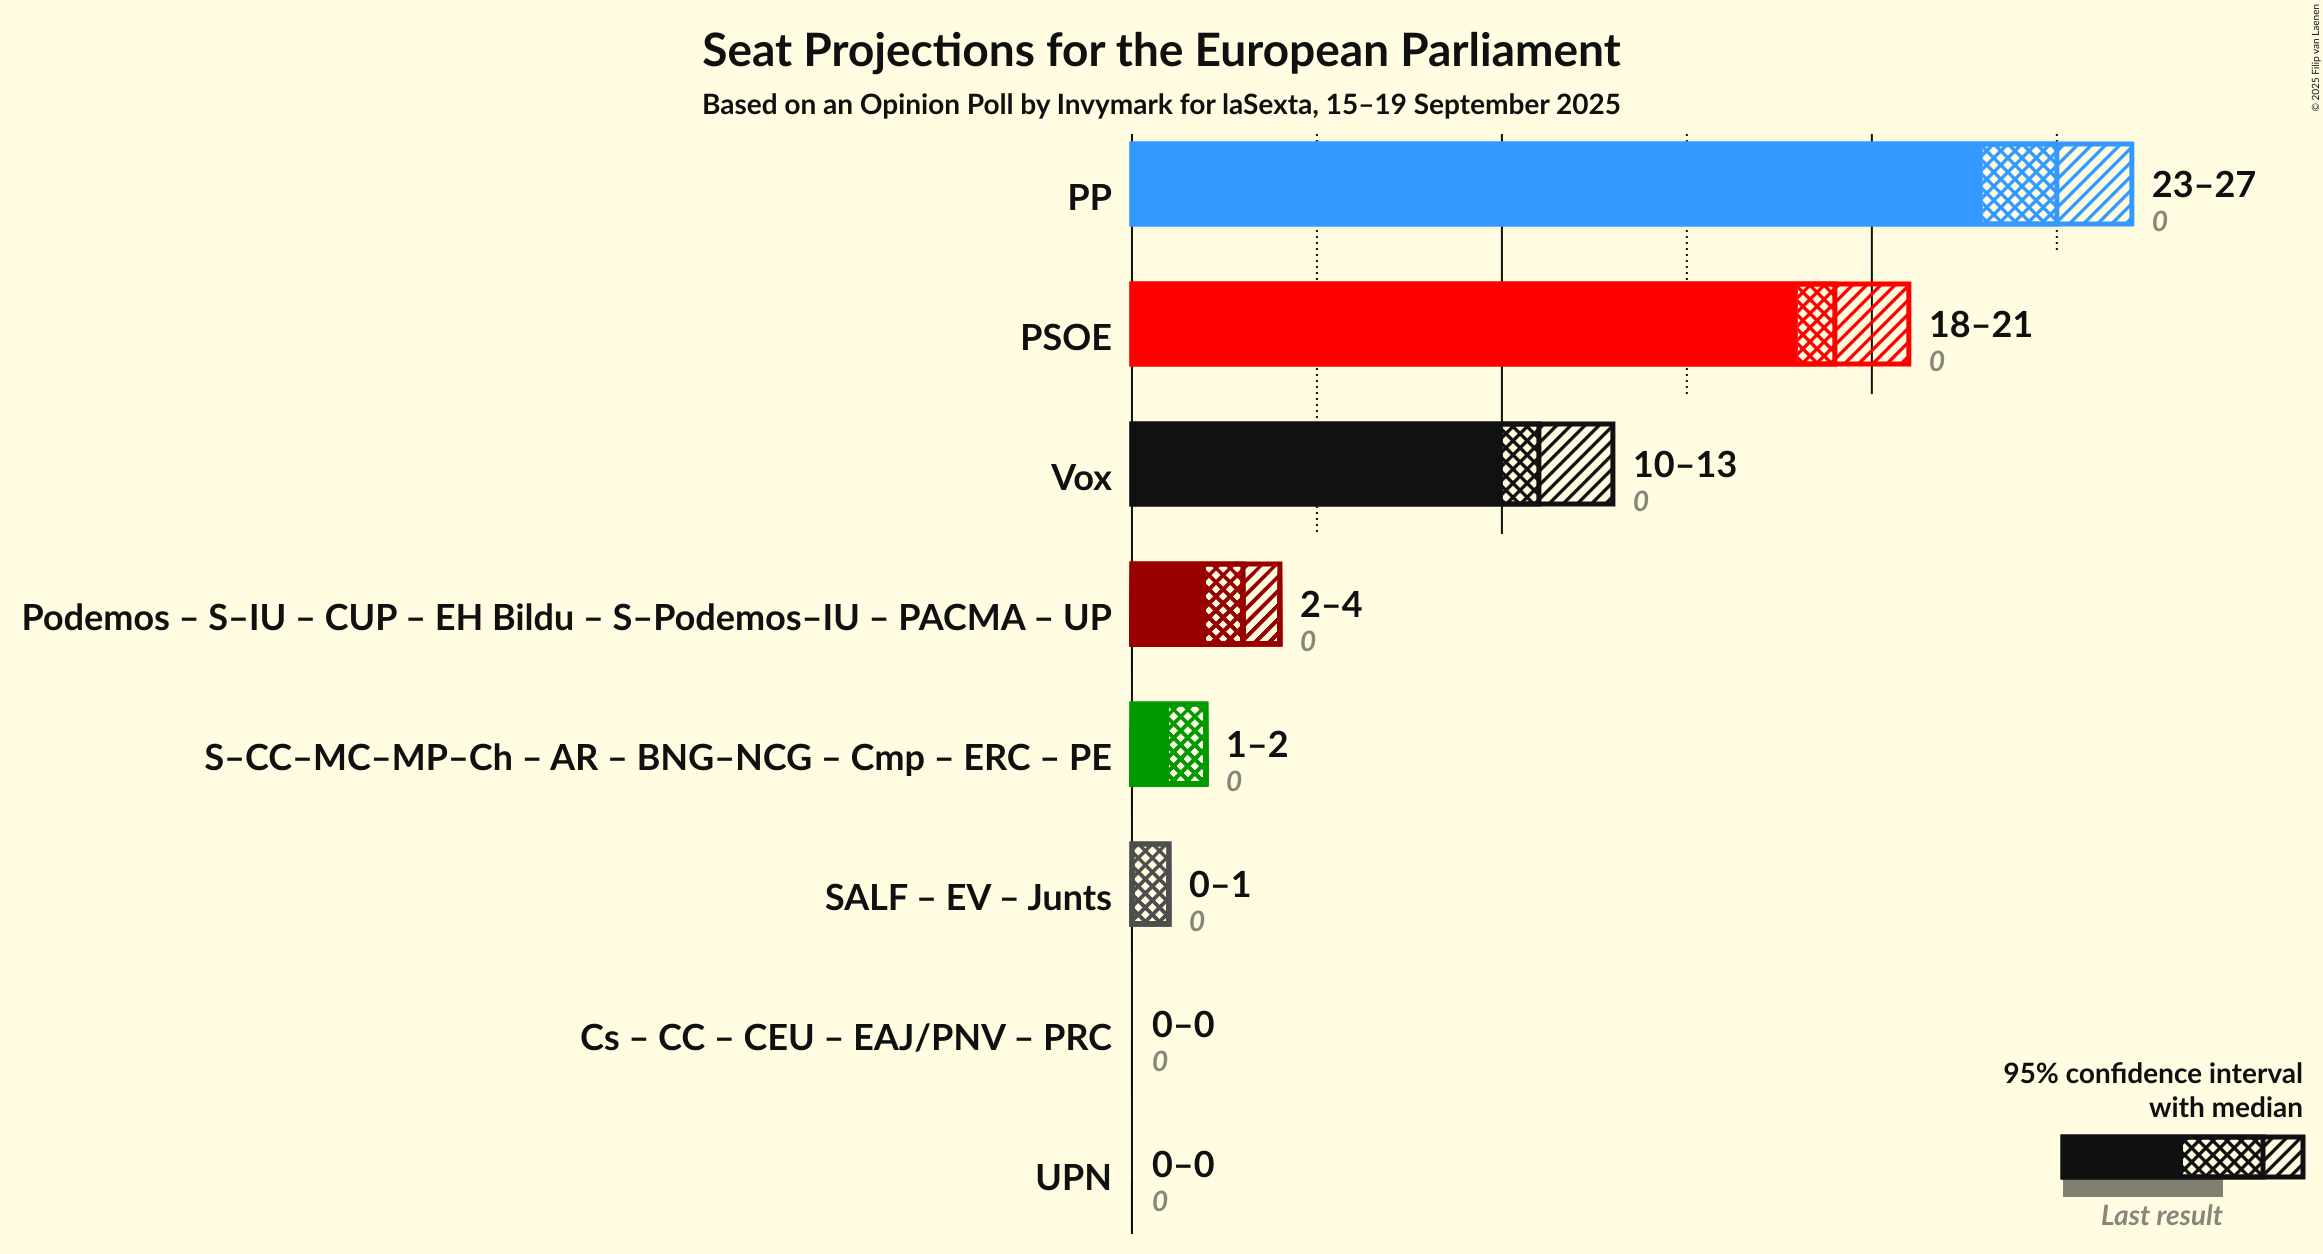 Seat Projections for the European Parliament
Based on an Opinion Poll by Invymark for laSexta, 15–19 September 2025
© 2025 Filip van Laenen
PP
23–27
0
PSOE
18–21
0
Vox
10–13
0
Podemos – S–IU – CUP – EH Bildu – S–Podemos–IU – PACMA – UP
2–4
0
S–CC–MC–MP–Ch – AR – BNG–NCG – Cmp – ERC – PE
1–2
0
SALF – EV – Junts
0–1
0
Cs – CC – CEU – EAJ/PNV – PRC
0–0
0
UPN
0–0
0
95% confidence interval
with median
Last result